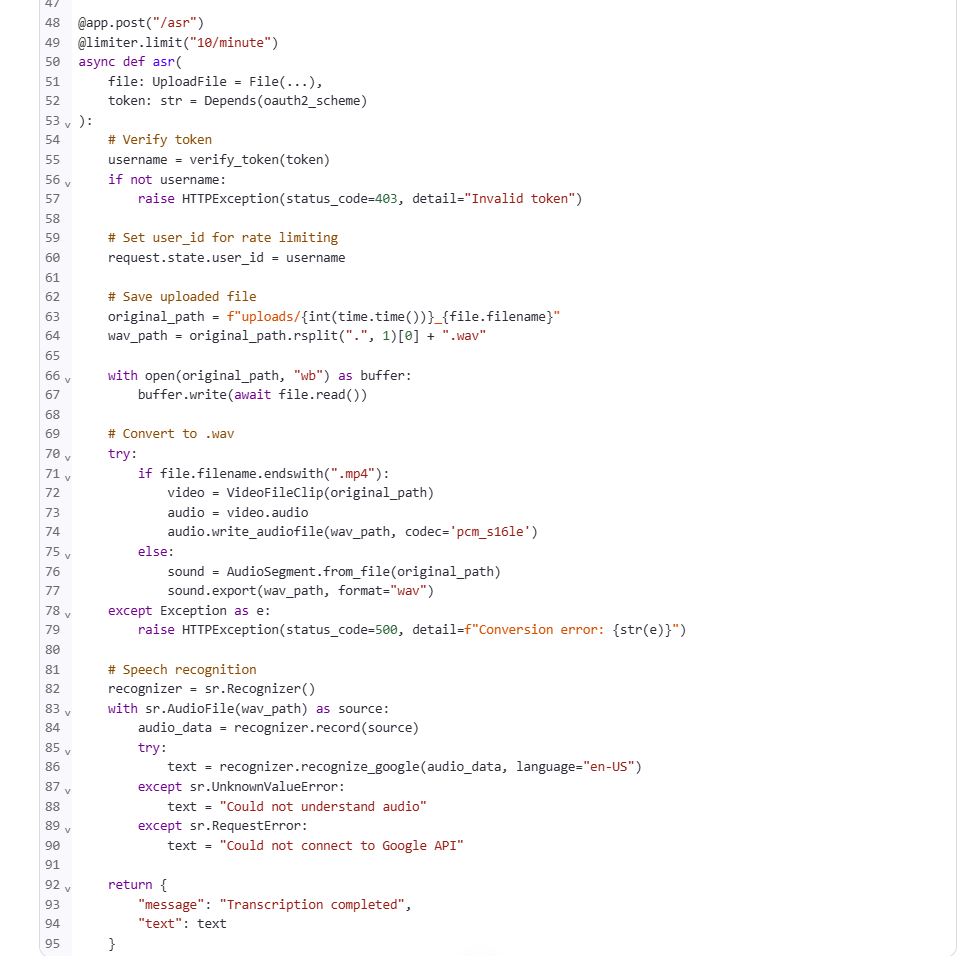 47
48 @app.post("/asr")
49 @limiter.limit("10/minute")
50 async def asr(
51     file: UploadFile = File(...),
52     token: str = Depends(oauth2_scheme)
53 ):
54     # Verify token
55     username = verify_token(token)
56     if not username:
57         raise HTTPException(status_code=403, detail="Invalid token")
58
59     # Set user_id for rate limiting
60     request.state.user_id = username
61
62     # Save uploaded file
63     original_path = f"uploads/{int(time.time())}_{file.filename}"
64     wav_path = original_path.rsplit(".", 1)[0] + ".wav"
65
66     with open(original_path, "wb") as buffer:
67         buffer.write(await file.read())
68
69     # Convert to .wav
70     try:
71         if file.filename.endswith(".mp4"):
72             video = VideoFileClip(original_path)
73             audio = video.audio
74             audio.write_audiofile(wav_path, codec='pcm_s16le')
75         else:
76             sound = AudioSegment.from_file(original_path)
77             sound.export(wav_path, format="wav")
78     except Exception as e:
79         raise HTTPException(status_code=500, detail=f"Conversion error: {str(e)}")
80
81     # Speech recognition
82     recognizer = sr.Recognizer()
83     with sr.AudioFile(wav_path) as source:
84         audio_data = recognizer.record(source)
85         try:
86             text = recognizer.recognize_google(audio_data, language="en-US")
87         except sr.UnknownValueError:
88             text = "Could not understand audio"
89         except sr.RequestError:
90             text = "Could not connect to Google API"
91
92     return {
93         "message": "Transcription completed",
94         "text": text
95     }